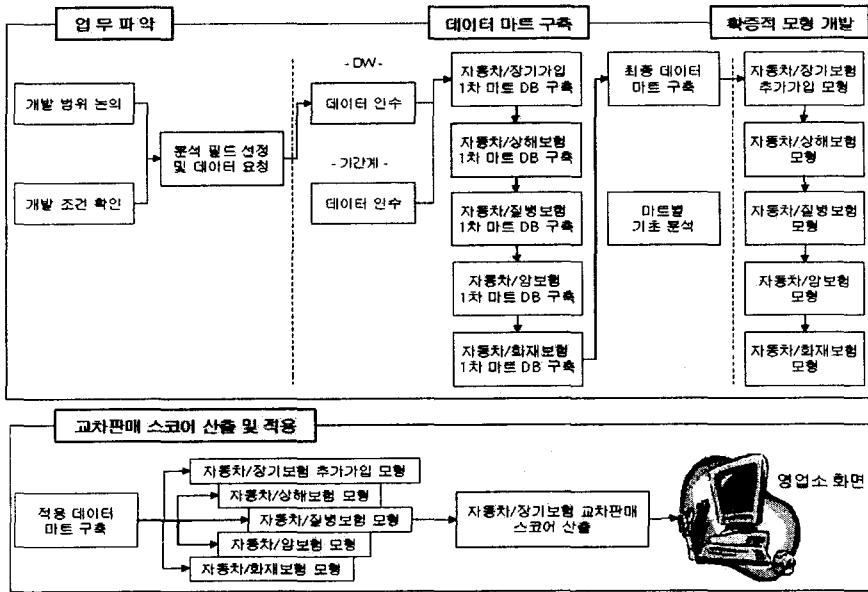 업무 파악
데이터 마트 구축
확증적 모형 개발
개발 범위 논의
개발 조건 확인
분석 필드 선정
및 데이터 요청
- DW -
데이터 인수
- 기간계 -
데이터 인수
자동차/장기가입
1차 마트 DB 구축
자동차/상해보험
1차 마트 DB 구축
자동차/질병보험
1차 마트 DB 구축
자동차/암보험
1차 마트 DB 구축
자동차/화재보험
1차 마트 DB 구축
최종 데이터
마트 구축
마트별
기초 분석
자동차/장기보험
추가가입 모형
자동차/상해보험
모형
자동차/질병보험
모형
자동차/암보험
모형
자동차/화재보험
모형
교차판매 스코어 산출 및 적용
적용 데이터
마트 구축
자동차/장기보험 추가가입 모형
자동차/상해보험 모형
자동차/질병보험 모형
자동차/암보험 모형
자동차/화재보험 모형
자동차/장기보험 교차판매
스코어 산출
영업소 화면